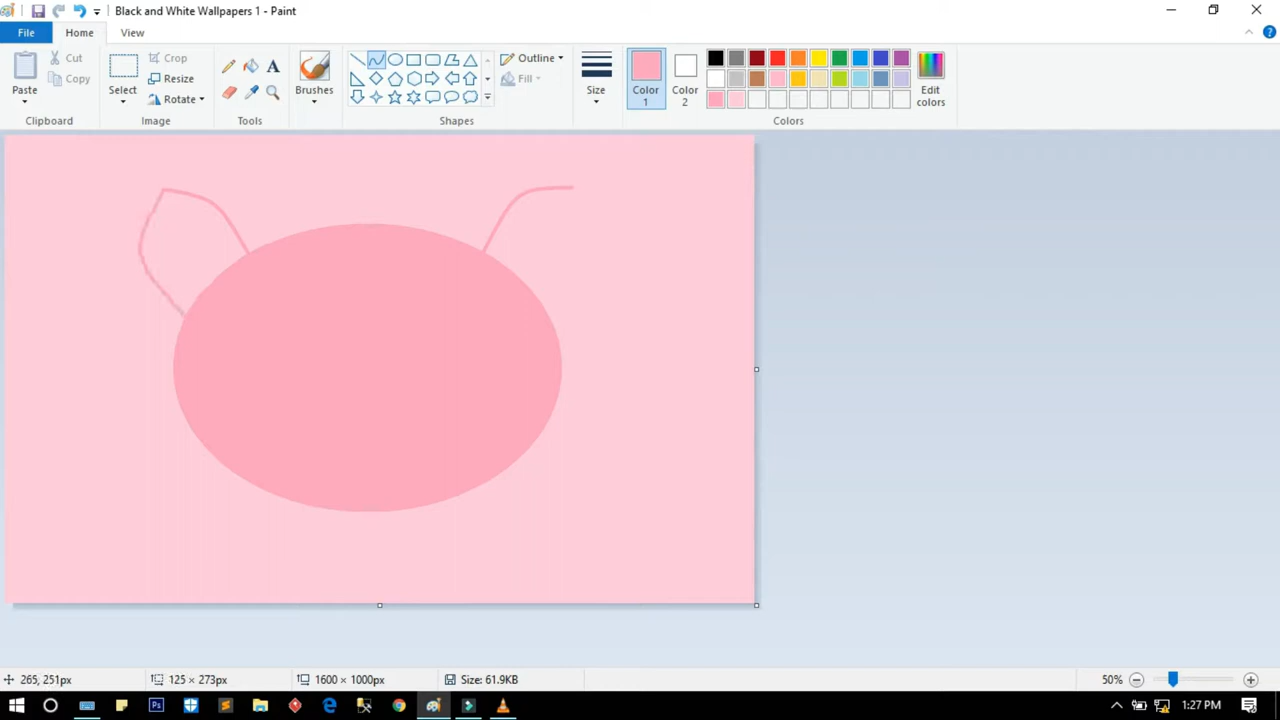 Black and White Wallpapers 1 - Paint
File Home View
Paste Cut Copy
Clipboard
Select Crop Resize Rotate
Image
A
Tools
Brushes
Outline Fill
Shapes
Size
Color 1
Color 2
Edit colors
Colors
265, 251px 125 × 273px 1600 × 1000px Size: 61.9KB 50%
Ps 1:27 PM